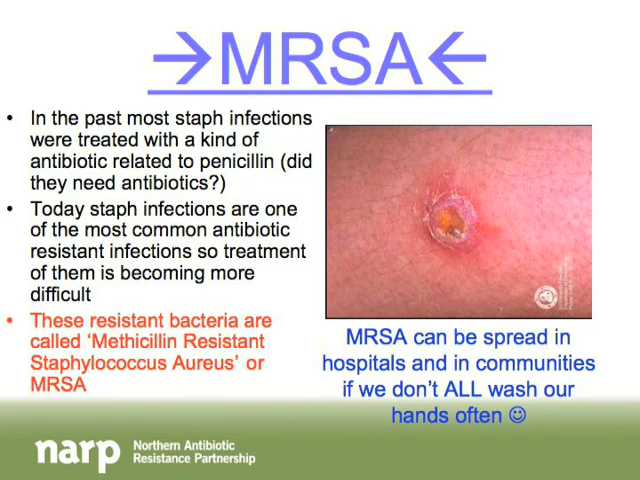 →MRSA←
• In the past most staph infections
were treated with a kind of
antibiotic related to penicillin (did
they need antibiotics?)
• Today staph infections are one
of the most common antibiotic
resistant infections so treatment
of them is becoming more
difficult
• These resistant bacteria are
called ‘Methicillin Resistant
Staphylococcus Aureus’ or
MRSA
MRSA can be spread in
hospitals and in communities
if we don’t ALL wash our
hands often ☺
narp Northern Antibiotic
Resistance Partnership